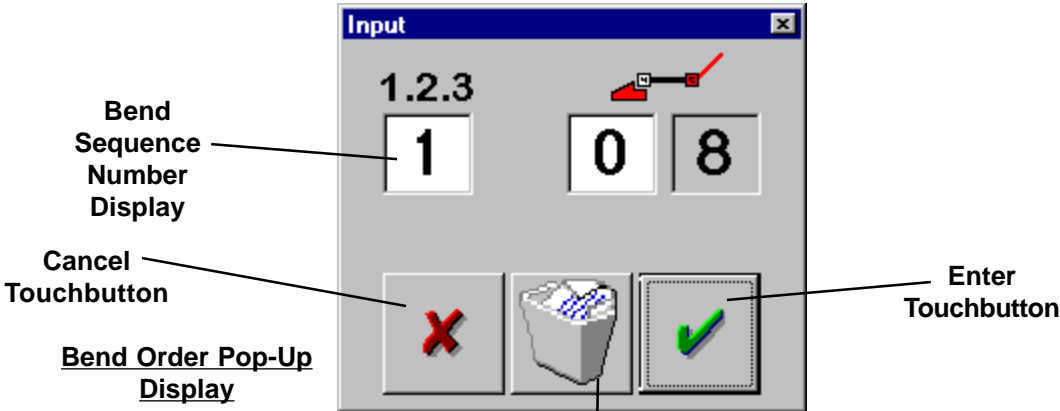 Input
1.2.3
1 0 8
Bend
Sequence
Number
Display
Cancel
Touchbutton
Enter
Touchbutton
Bend Order Pop-Up
Display